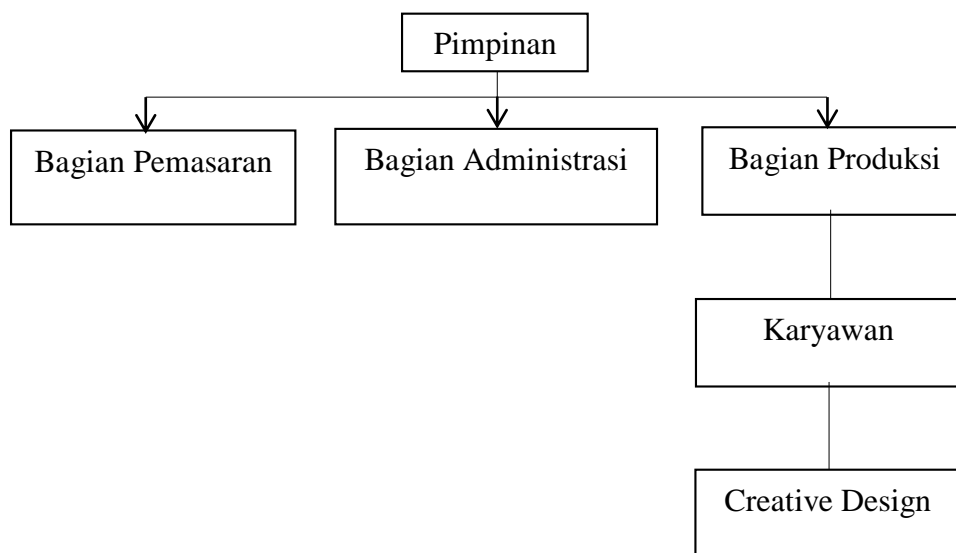 Pimpinan
Bagian Pemasaran
Bagian Administrasi
Bagian Produksi
Karyawan
Creative Design